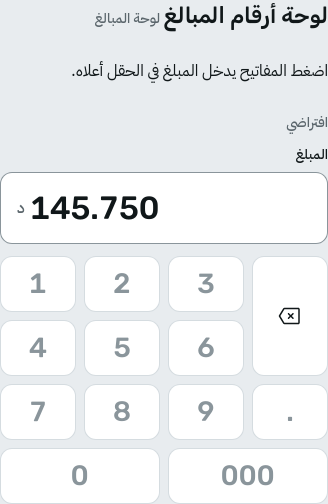 لوحة أرقام المبالغ لوحة المبالغ
اضغط المفاتيح يدخل المبلغ في الحقل أعلاه.
افتراضي
المبلغ
145.750 د
1 2 3
4 5 6
7 8 9 .
0 000